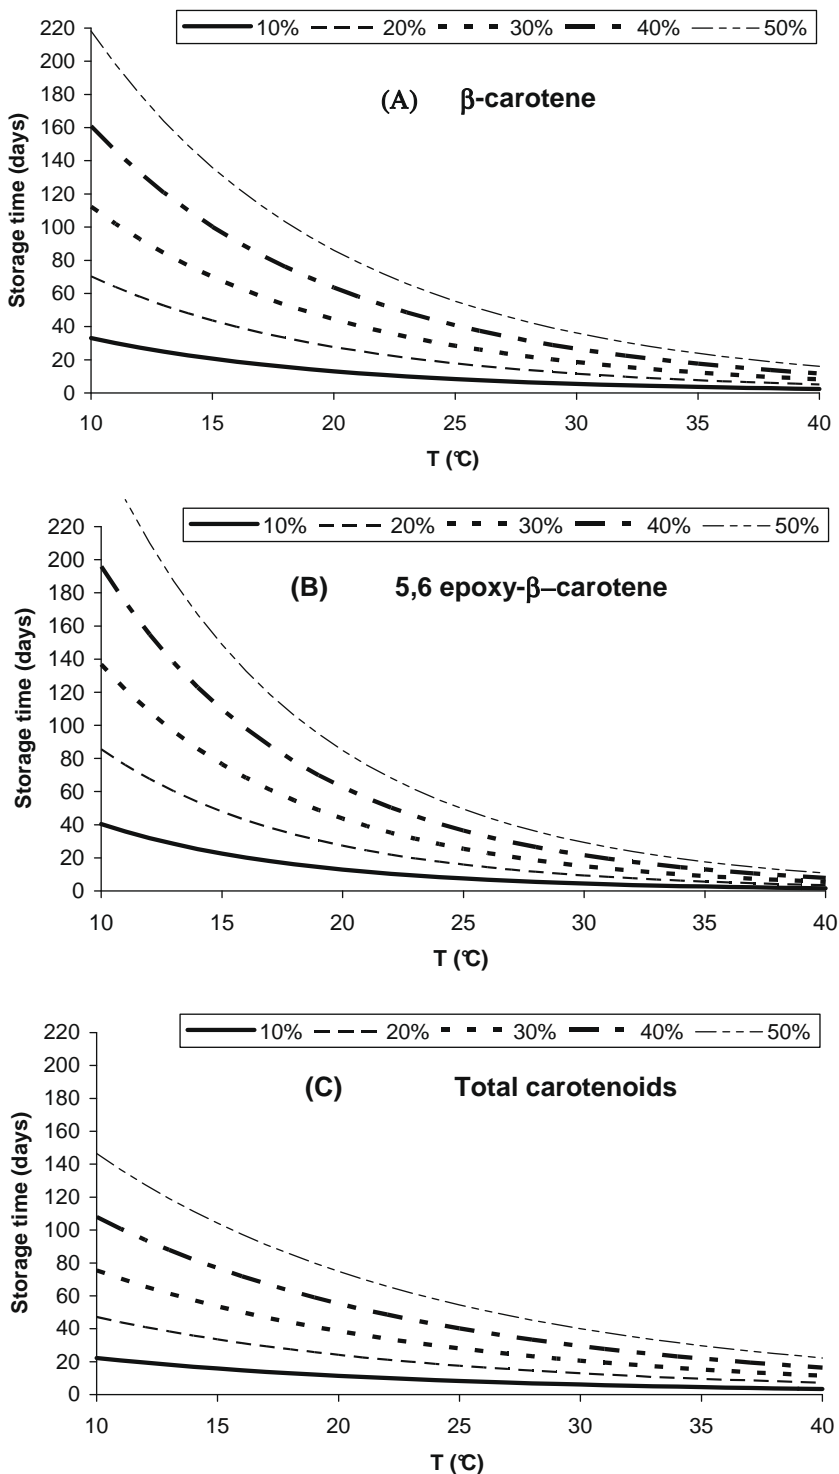 10% 20% 30% 40% 50%
(A) β-carotene
Storage time (days)
220
200
180
160
140
120
100
80
60
40
20
0
10 15 20 25 30 35 40
T (°C)
10% 20% 30% 40% 50%
(B) 5,6 epoxy-β–carotene
Storage time (days)
220
200
180
160
140
120
100
80
60
40
20
0
10 15 20 25 30 35 40
T (°C)
10% 20% 30% 40% 50%
(C) Total carotenoids
Storage time (days)
220
200
180
160
140
120
100
80
60
40
20
0
10 15 20 25 30 35 40
T (°C)